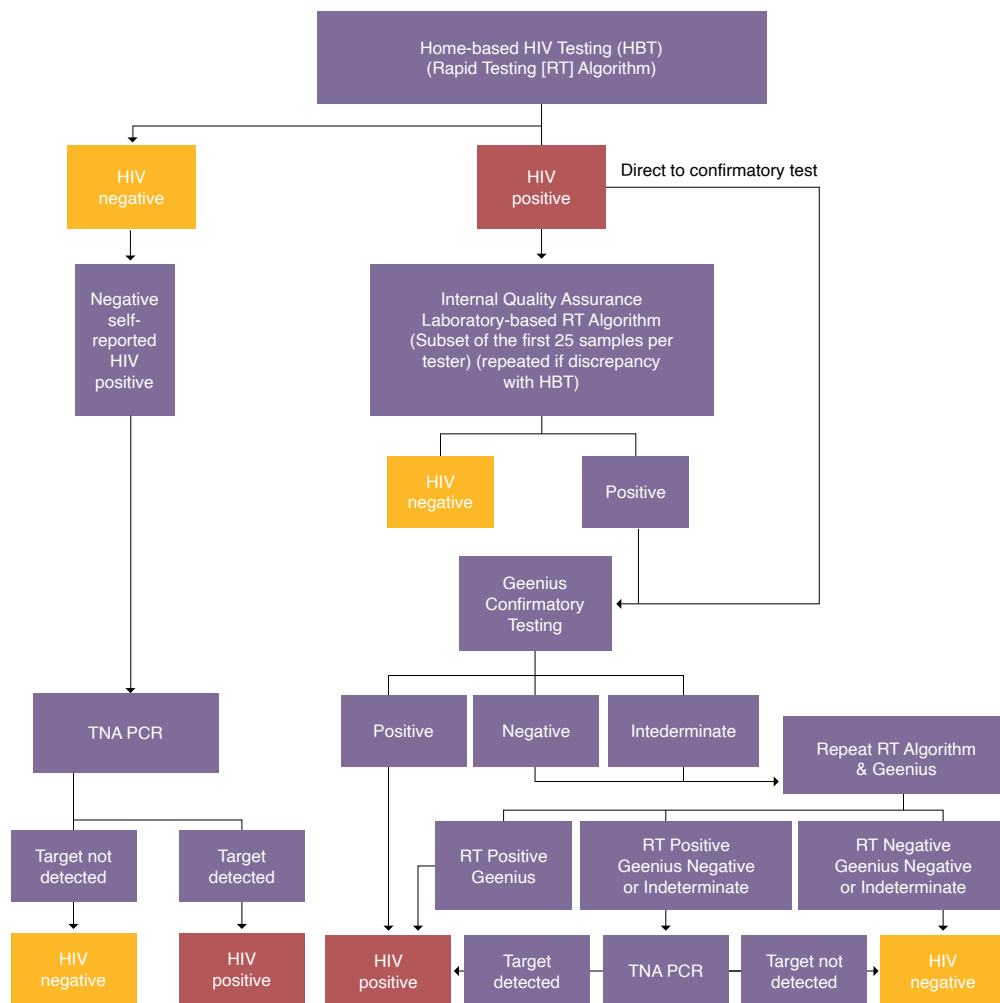 Home-based HIV Testing (HBT)
(Rapid Testing [RT] Algorithm)
HIV
negative
HIV
positive
Direct to confirmatory test
Negative
self-
reported
HIV
positive
Internal Quality Assurance
Laboratory-based RT Algorithm
(Subset of the first 25 samples per
tester) (repeated if discrepancy
with HBT)
HIV
negative
Positive
Geenius
Confirmatory
Testing
TNA PCR
Positive
Negative
Intederminate
Repeat RT Algorithm
& Geenius
Target not
detected
Target
detected
RT Positive
Geenius
RT Positive
Geenius Negative
or Indeterminate
RT Negative
Geenius Negative
or Indeterminate
HIV
negative
HIV
positive
HIV
positive
Target
detected
TNA PCR
Target not
detected
HIV
negative